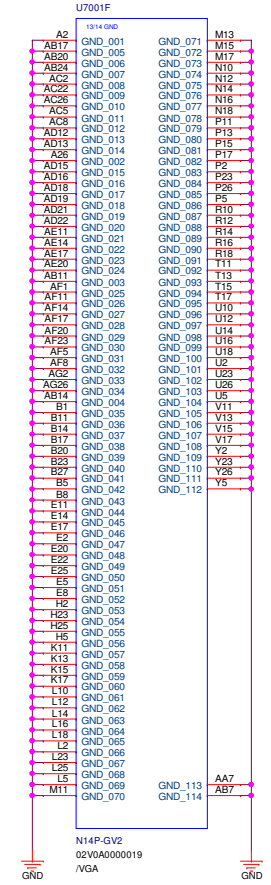 U7001F
13/14 GND
A2 GND_001 GND_071 M13
AB17 GND_005 GND_072 M15
AB20 GND_006 GND_073 M17
AB24 GND_007 GND_074 N10
AC2 GND_008 GND_075 N12
AC22 GND_009 GND_076 N14
AC26 GND_010 GND_077 N16
AC5 GND_011 GND_078 N18
AC8 GND_012 GND_079 P11
AD12 GND_013 GND_080 P13
AD13 GND_014 GND_081 P15
A26 GND_002 GND_082 P17
AD15 GND_015 GND_083 P2
AD16 GND_016 GND_084 P23
AD18 GND_017 GND_085 P26
AD19 GND_018 GND_086 P5
AD21 GND_019 GND_087 R10
AD22 GND_020 GND_088 R12
AE11 GND_021 GND_089 R14
AE14 GND_022 GND_090 R16
AE17 GND_023 GND_091 R18
AE20 GND_024 GND_092 T11
AB11 GND_003 GND_093 T13
AF1 GND_025 GND_094 T15
AF11 GND_026 GND_095 T17
AF14 GND_027 GND_096 U10
AF17 GND_028 GND_097 U12
AF20 GND_029 GND_098 U14
AF23 GND_030 GND_099 U16
AF5 GND_031 GND_100 U18
AF8 GND_032 GND_101 U2
AG2 GND_033 GND_102 U23
AG26 GND_034 GND_103 U26
AB14 GND_004 GND_104 U5
B1 GND_035 GND_105 V11
B11 GND_036 GND_106 V13
B14 GND_037 GND_107 V15
B17 GND_038 GND_108 V17
B20 GND_039 GND_109 Y2
B23 GND_040 GND_110 Y23
B27 GND_041 GND_111 Y26
B5 GND_042 GND_112 Y5
B8 GND_043
E11 GND_044
E14 GND_045
E17 GND_046
E2 GND_047
E20 GND_048
E22 GND_049
E25 GND_050
E5 GND_051
E8 GND_052
H2 GND_053
H23 GND_054
H25 GND_055
H5 GND_056
K11 GND_057
K13 GND_058
K15 GND_059
K17 GND_060
L10 GND_061
L12 GND_062
L14 GND_063
L16 GND_064
L18 GND_065
L2 GND_066
L23 GND_067
L25 GND_068
L5 GND_069 GND_113 AA7
M11 GND_070 GND_114 AB7
N14P-GV2
02V0A0000019
/VGA
GND GND